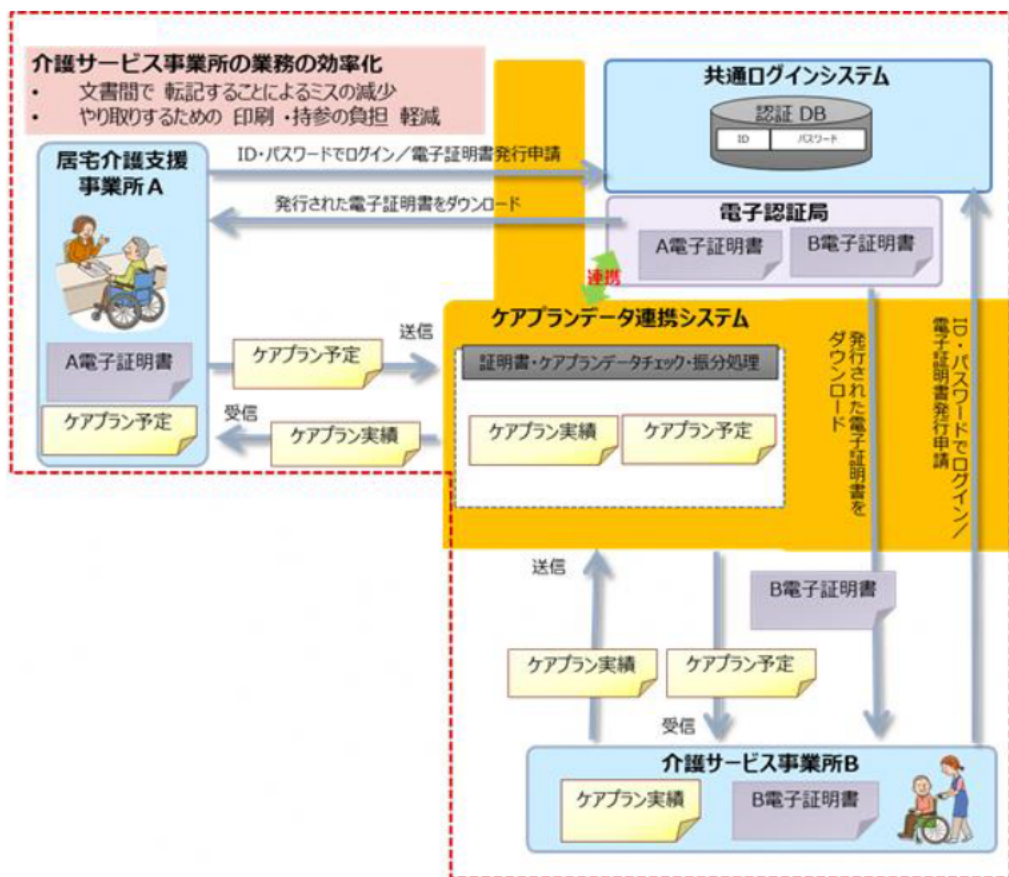 介護サービス事業所の業務の効率化
• 文書間で 転記することによるミスの減少
• やり取りするための 印刷・持参の負担 軽減
共通ログインシステム
認証 DB
ID パスワード
居宅介護支援
事業所A
ID・パスワードでログイン/電子証明書発行申請
発行された電子証明書をダウンロード
電子認証局
A電子証明書
B電子証明書
連携
ケアプランデータ連携システム
証明書・ケアプランデータチェック・振分処理
ケアプラン実績
ケアプラン予定
A電子証明書
ケアプラン予定
ケアプラン予定
送信
受信
ケアプラン実績
発行された電子証明書を
ダウンロード
ID・パスワードでログイン/
電子証明書発行申請
送信
B電子証明書
ケアプラン実績
ケアプラン予定
受信
介護サービス事業所B
ケアプラン実績
B電子証明書